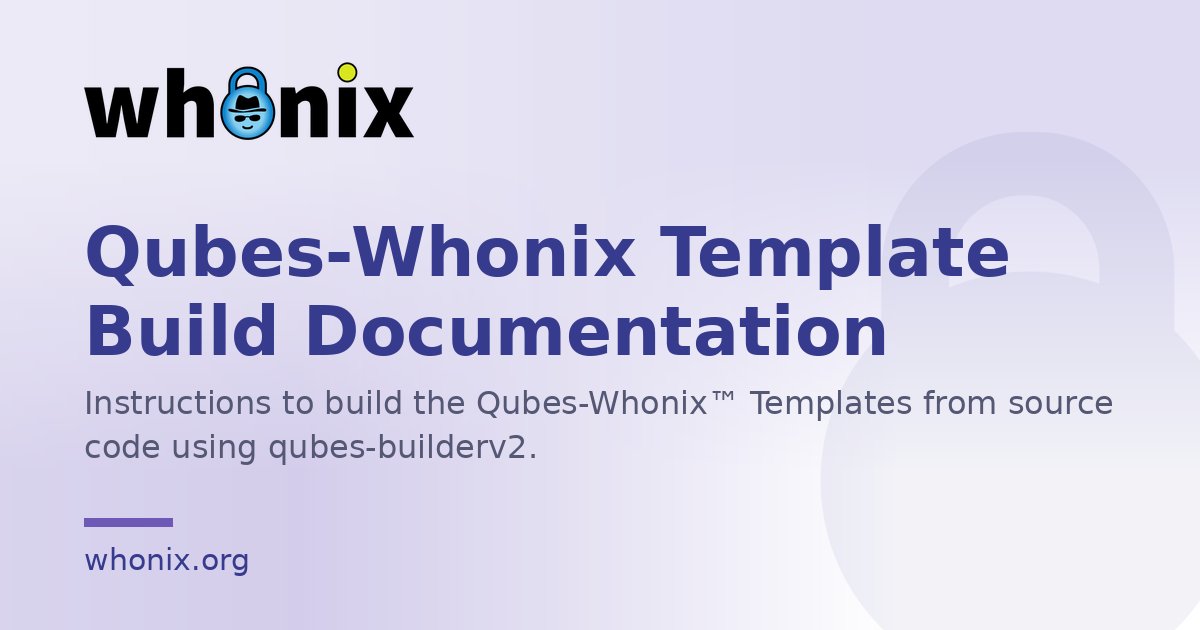 whonix
Qubes-Whonix Template
Build Documentation
Instructions to build the Qubes-Whonix™ Templates from source
code using qubes-builderv2.
whonix.org